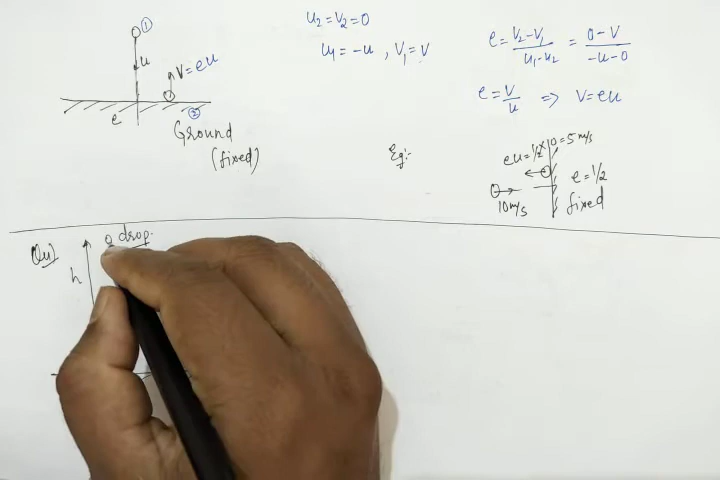 ①
u
V = eu
e
②
Ground
(fixed)
u₂ = v₂ = 0
u₁ = -u , V₁ = V
e = V₂-V₁ / u₁-u₂ = 0-V / -u-0
e = V/u ⇒ V = eu
Eg:-
eu = 1/2 × 10 = 5 m/s
e = 1/2
fixed
10m/s
Qu)
drop.
h